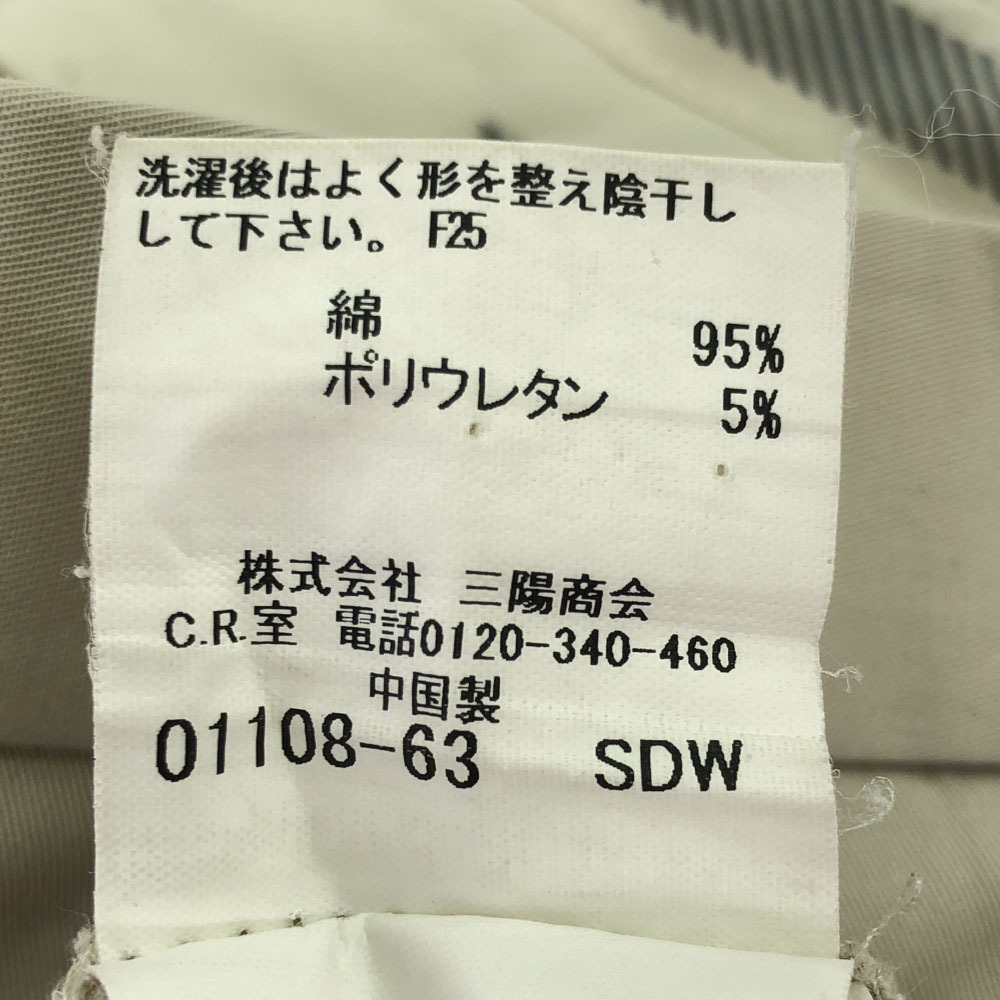 洗濯後はよく形を整え陰干し
して下さい。 F25
綿 95%
ポリウレタン 5%
株式会社 三陽商会
C.R.室 電話0120-340-460
中国製
01108-63 SDW